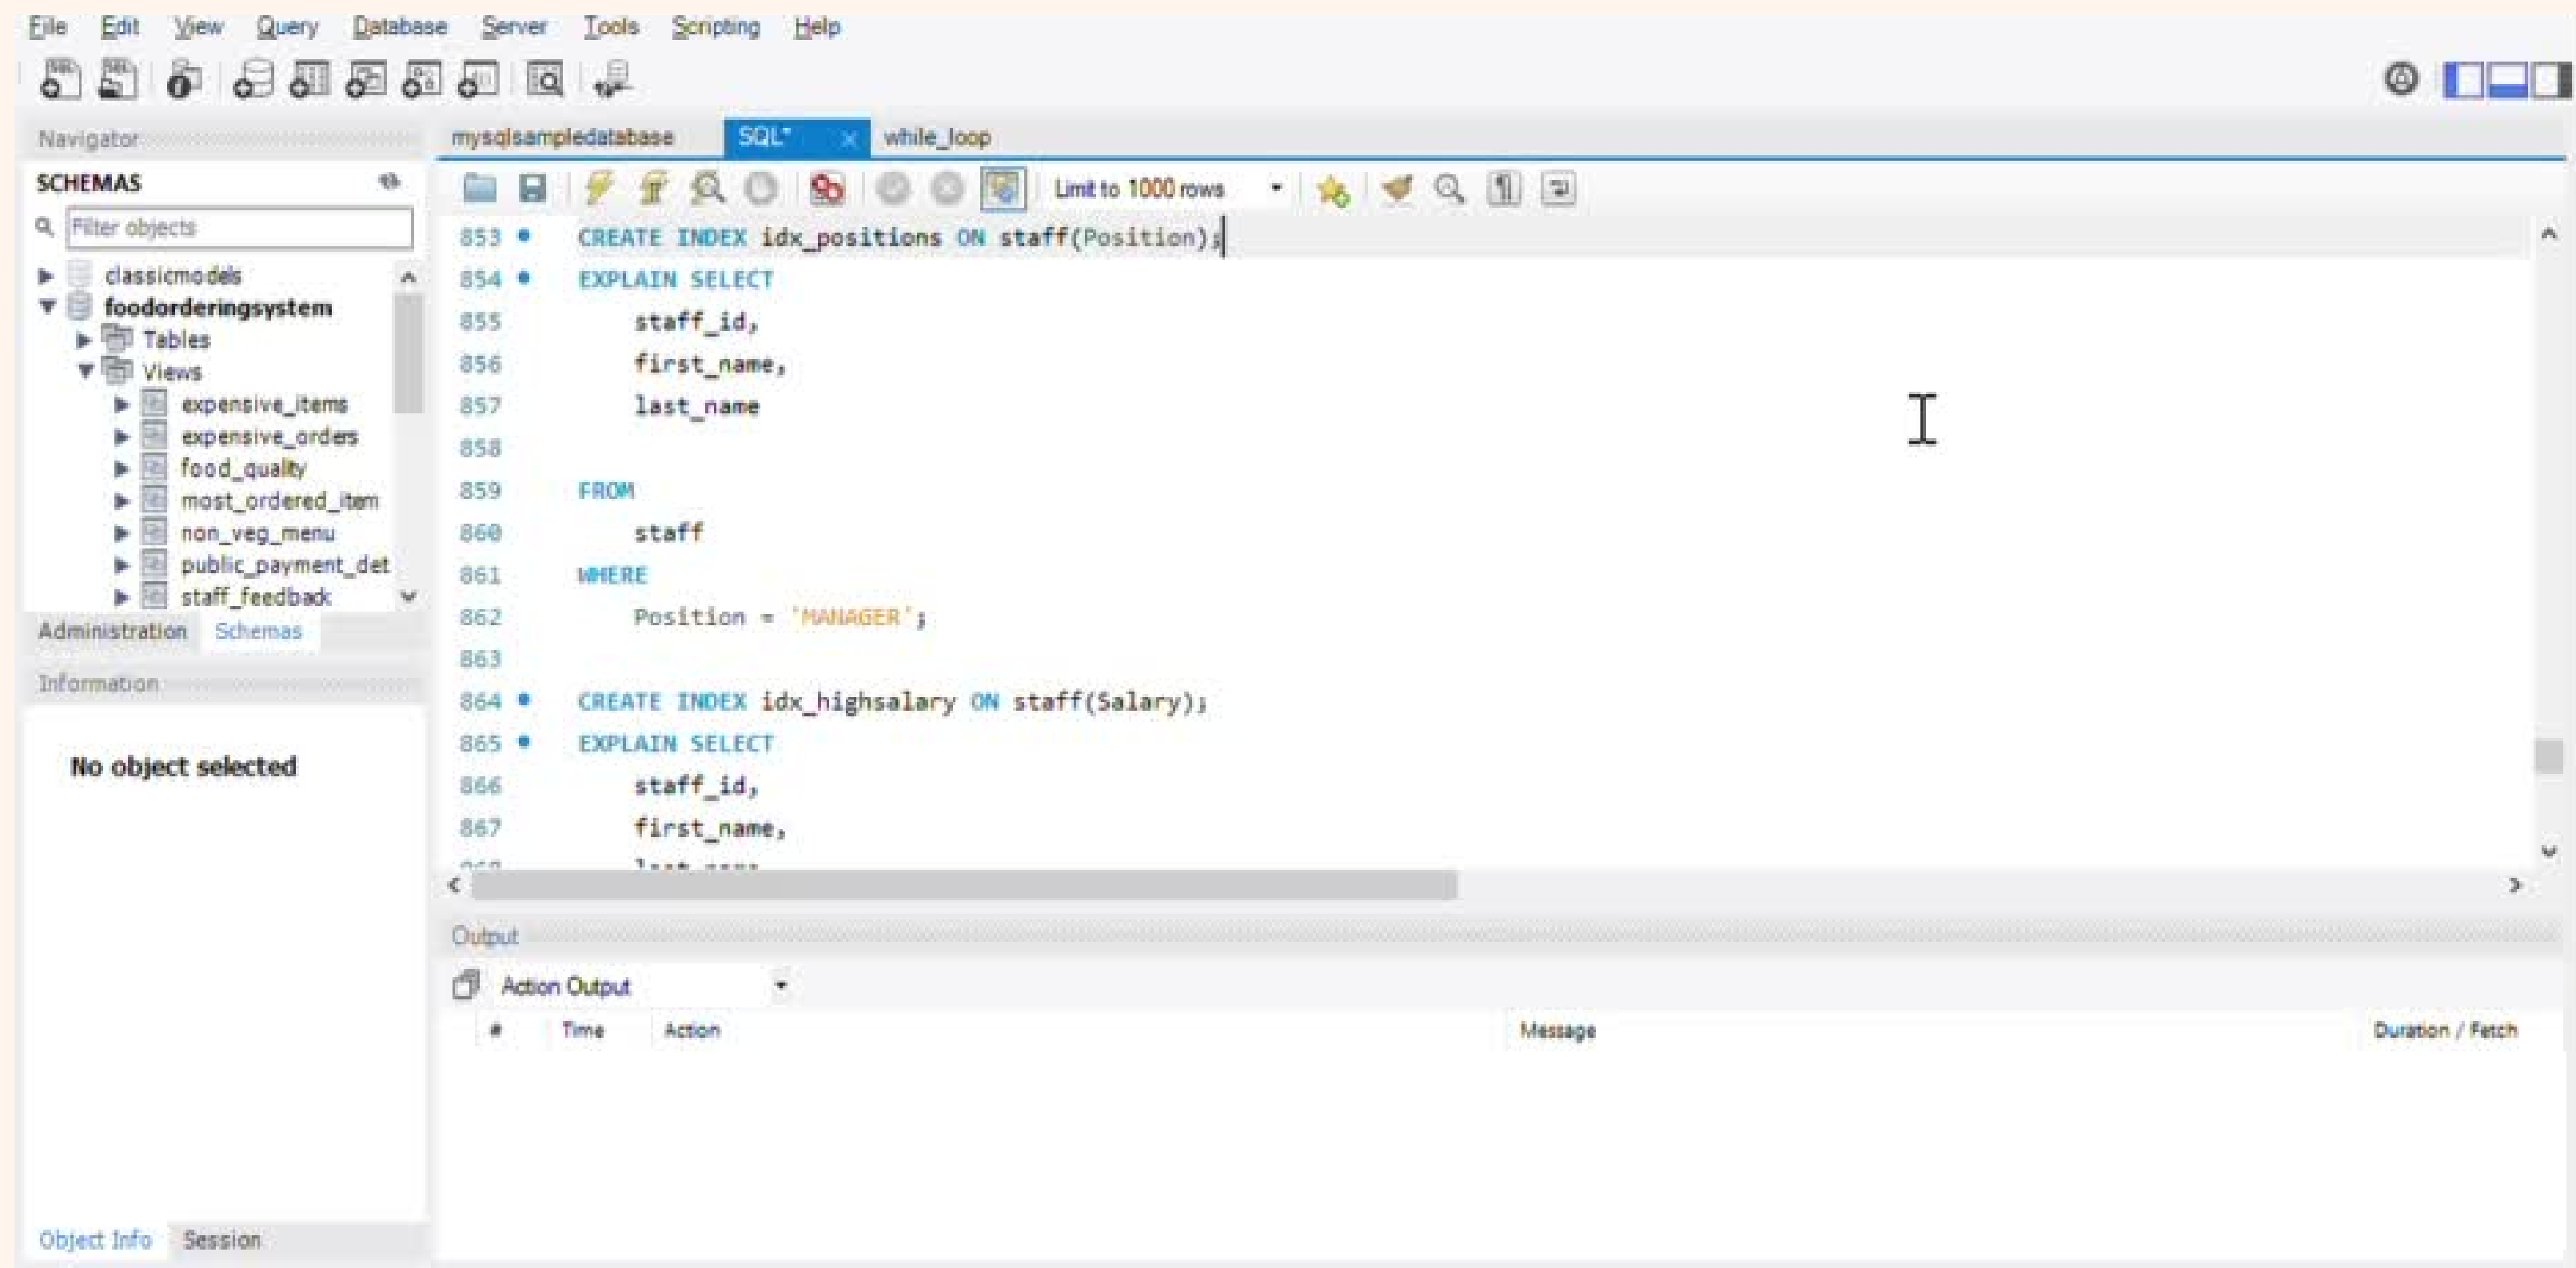 File Edit View Query Database Server Tools Scripting Help
Navigator
SCHEMAS
Filter objects
classicmodels
foodorderingsystem
Tables
Views
expensive_items
expensive_orders
food_quality
most_ordered_item
non_veg_menu
public_payment_det
staff_feedback
Administration Schemas
Information
No object selected
Object Info Session
mysqlsampledatabase SQL* while_loop
Limit to 1000 rows
853 CREATE INDEX idx_positions ON staff(Position);
854 EXPLAIN SELECT
855 staff_id,
856 first_name,
857 last_name
858
859 FROM
860 staff
861 WHERE
862 Position = 'MANAGER';
863
864 CREATE INDEX idx_highsalary ON staff(Salary);
865 EXPLAIN SELECT
866 staff_id,
867 first_name,
Output
Action Output
# Time Action Message Duration / Fetch